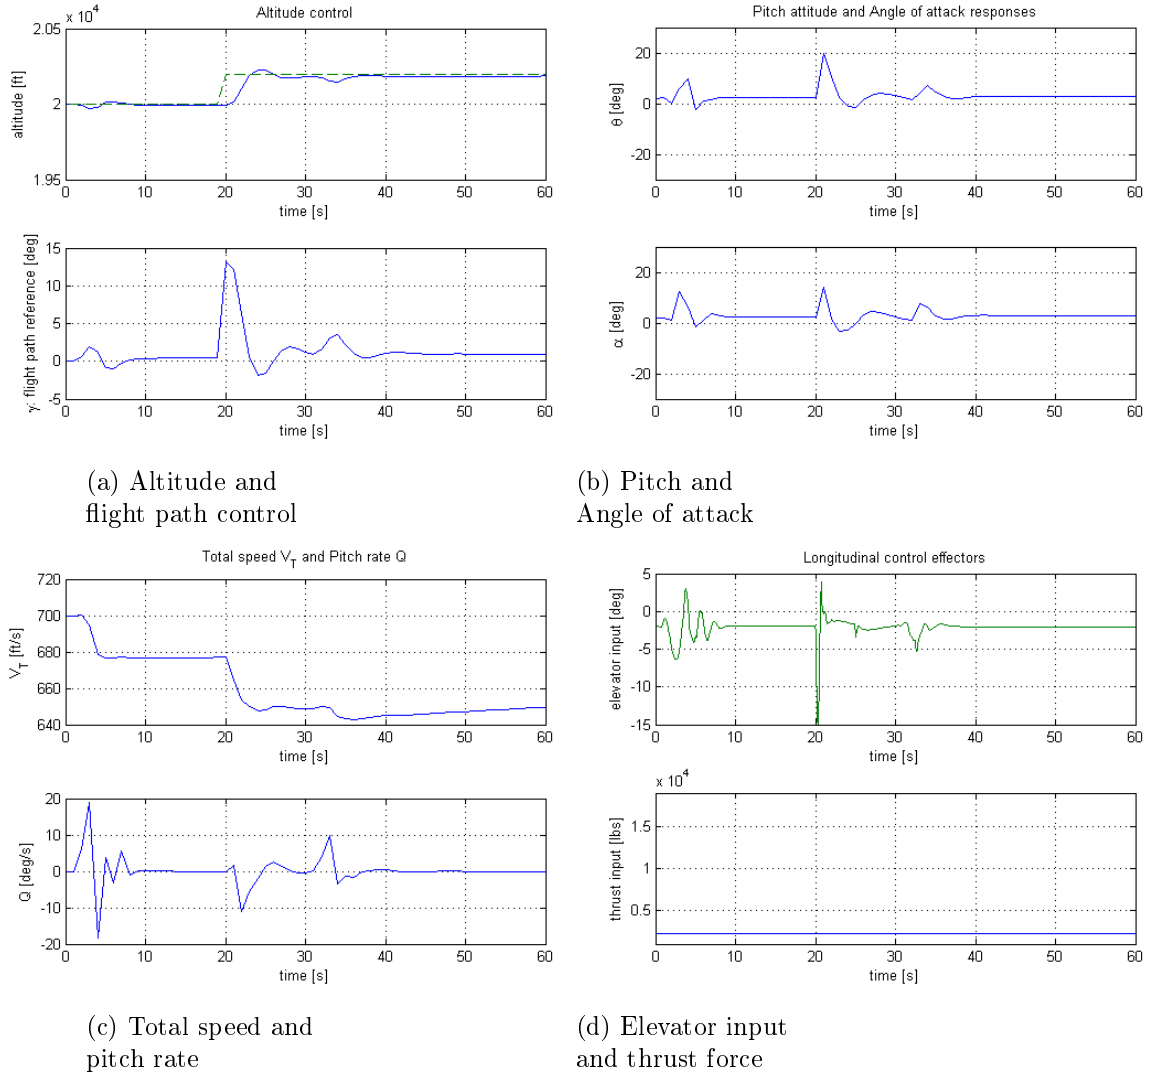 Altitude control
x 10^4
2.05
2
1.95
altitude [ft]
0 10 20 30 40 50 60
time [s]
15
10
5
0
-5
γ: flight path reference [deg]
0 10 20 30 40 50 60
time [s]
(a) Altitude and
flight path control
Pitch attitude and Angle of attack responses
20
0
-20
θ [deg]
0 10 20 30 40 50 60
time [s]
20
0
-20
α [deg]
0 10 20 30 40 50 60
time [s]
(b) Pitch and
Angle of attack
Total speed V_T and Pitch rate Q
720
700
680
660
640
V_T [ft/s]
0 10 20 30 40 50 60
time [s]
20
10
0
-10
-20
Q [deg/s]
0 10 20 30 40 50 60
time [s]
(c) Total speed and
pitch rate
Longitudinal control effectors
5
0
-5
-10
-15
elevator input [deg]
0 10 20 30 40 50 60
time [s]
x 10^4
1.5
1
0.5
thrust input [lbs]
0 10 20 30 40 50 60
time [s]
(d) Elevator input
and thrust force